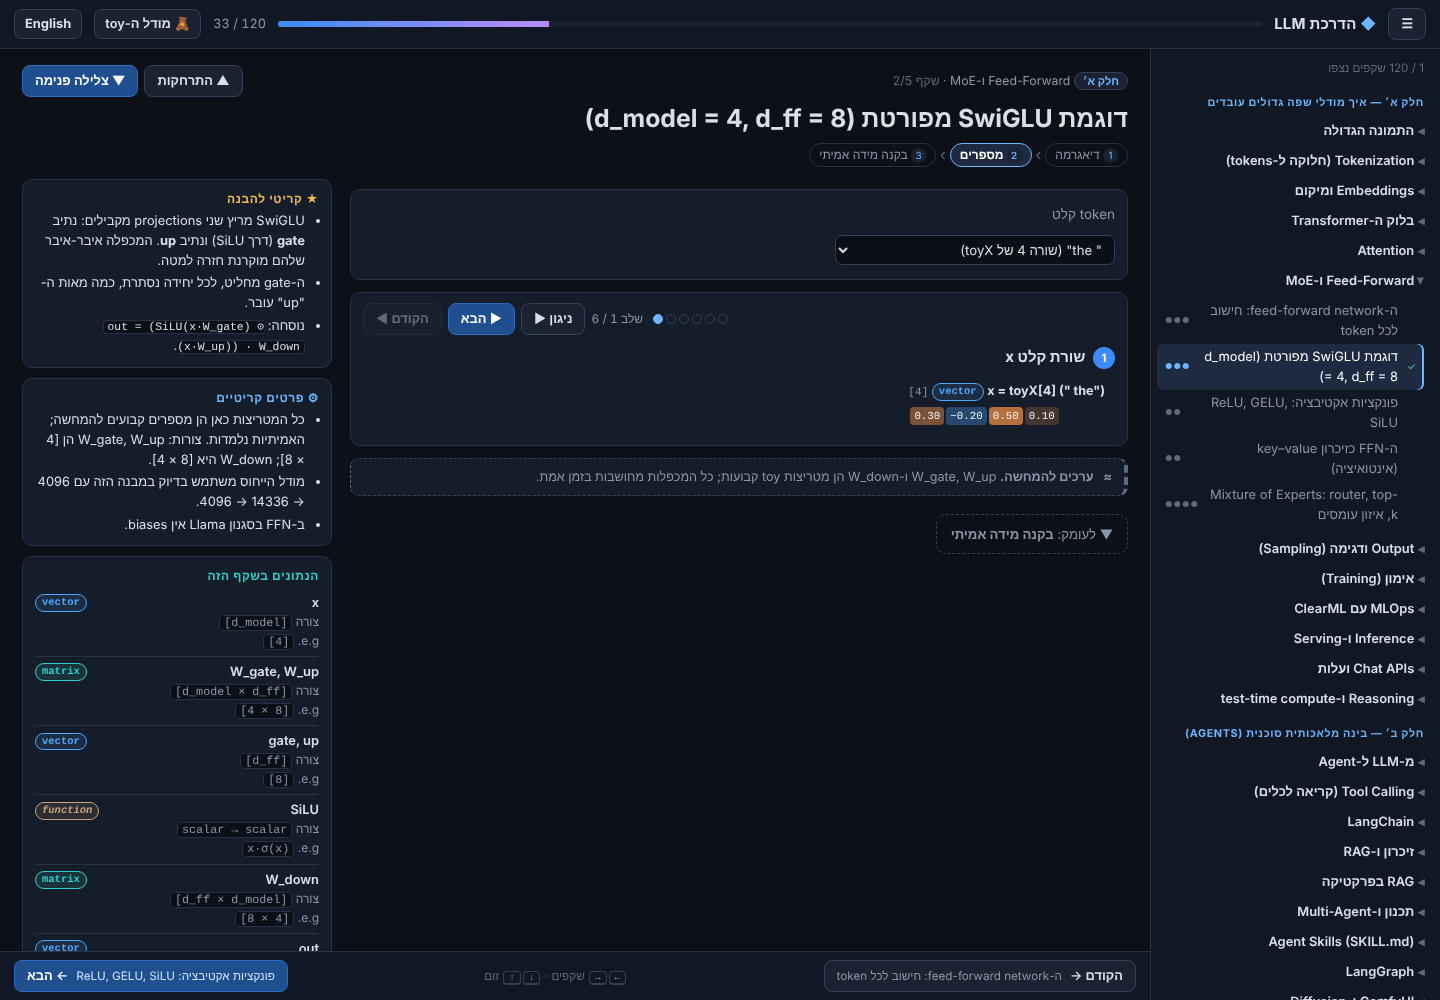 ☰
◆ הדרכת LLM
33 / 120
🧸 מודל ה-toy
English
1 / 120 שקפים נצפו
חלק א׳ — איך מודלי שפה גדולים עובדים
התמונה הגדולה
Tokenization (חלוקה ל-tokens)
Embeddings ומיקום
בלוק ה-Transformer
Attention
Feed-Forward ו-MoE
ה-feed-forward network: חישוב
לכל token
דוגמת SwiGLU מפורטת (d_model
= 4, d_ff = 8)
פונקציות אקטיבציה: ReLU, GELU,
SiLU
ה-FFN כזיכרון key–value
(אינטואיציה)
Mixture of Experts: router, top-
k, איזון עומסים
Output ודגימה (Sampling)
אימון (Training)
MLOps עם ClearML
Inference ו-Serving
Chat APIs ועלות
Reasoning ו-test-time compute
חלק ב׳ — בינה מלאכותית סוכנית (AGENTS)
מ-LLM ל-Agent
Tool Calling (קריאה לכלים)
LangChain
זיכרון ו-RAG
RAG בפרקטיקה
תכנון ו-Multi-Agent
Agent Skills (SKILL.md)
LangGraph
חלק א׳ Feed-Forward ו-MoE · שקף 2/5
▲ התרחקות
▼ צלילה פנימה
דוגמת SwiGLU מפורטת (d_model = 4, d_ff = 8)
1 דיאגרמה › 2 מספרים › 3 בקנה מידה אמיתי
token קלט
" the" (שורה 4 של toyX)
שלב 1 / 6
ניגון ▶
▶ הבא
הקודם ◀
1 שורת קלט x
x = toyX[4] (" the") vector [4]
0.30 −0.20 0.50 0.10
≈ ערכים להמחשה. W_gate, W_up ו-W_down הן מטריצות toy קבועות; כל המכפלות מחושבות בזמן אמת.
▼ לעומק: בקנה מידה אמיתי
★ קריטי להבנה
• SwiGLU מריץ שני projections מקבילים: נתיב
gate (דרך SiLU) ונתיב up. המכפלה איבר-איבר
שלהם מוקרנת חזרה למטה.
• ה-gate מחליט, לכל יחידה נסתרת, כמה מאות ה-
"up" עובר.
• נוסחה: out = (SiLU(x·W_gate) ⊙
(x·W_up)) · W_down.
⚙ פרטים קריטיים
• כל המטריצות כאן הן מספרים קבועים להמחשה;
האמיתיות נלמדות. צורות: W_gate, W_up הן [4
× 8]; W_down היא [8 × 4].
• מודל הייחוס משתמש בדיוק במבנה הזה עם 4096
→ 14336 → 4096.
• ב-FFN בסגנון Llama אין biases.
הנתונים בשקף הזה
x vector
צורה [d_model]
e.g. [4]
W_gate, W_up matrix
צורה [d_model × d_ff]
e.g. [4 × 8]
gate, up vector
צורה [d_ff]
e.g. [8]
SiLU function
צורה scalar → scalar
e.g. x·σ(x)
W_down matrix
צורה [d_ff × d_model]
e.g. [8 × 4]
out vector
הקודם → ה-feed-forward network: חישוב לכל token
← → שקפים · ↓ ↑ זום
פונקציות אקטיבציה: ReLU, GELU, SiLU הבא ←